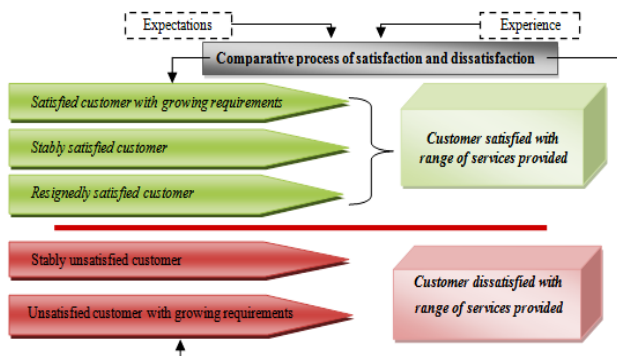 Expectations
Experience
Comparative process of satisfaction and dissatisfaction
Satisfied customer with growing requirements
Stably satisfied customer
Resignedly satisfied customer
Customer satisfied with
range of services provided
Stably unsatisfied customer
Unsatisfied customer with growing requirements
Customer dissatisfied with
range of services provided